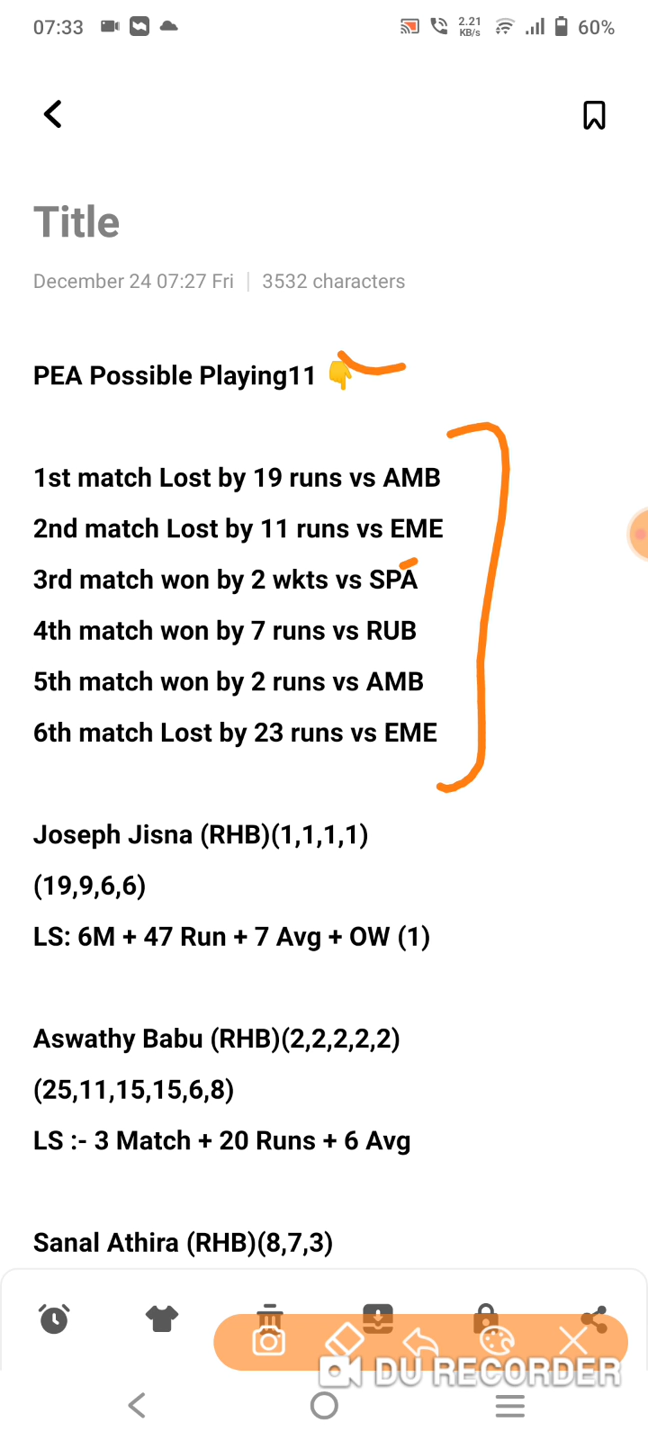 07:33
2.21
KB/s
60%
Title
December 24 07:27 Fri | 3532 characters
PEA Possible Playing11 👇
1st match Lost by 19 runs vs AMB
2nd match Lost by 11 runs vs EME
3rd match won by 2 wkts vs SPA
4th match won by 7 runs vs RUB
5th match won by 2 runs vs AMB
6th match Lost by 23 runs vs EME
Joseph Jisna (RHB)(1,1,1,1)
(19,9,6,6)
LS: 6M + 47 Run + 7 Avg + OW (1)
Aswathy Babu (RHB)(2,2,2,2,2)
(25,11,15,15,6,8)
LS :- 3 Match + 20 Runs + 6 Avg
Sanal Athira (RHB)(8,7,3)
DU RECORDER